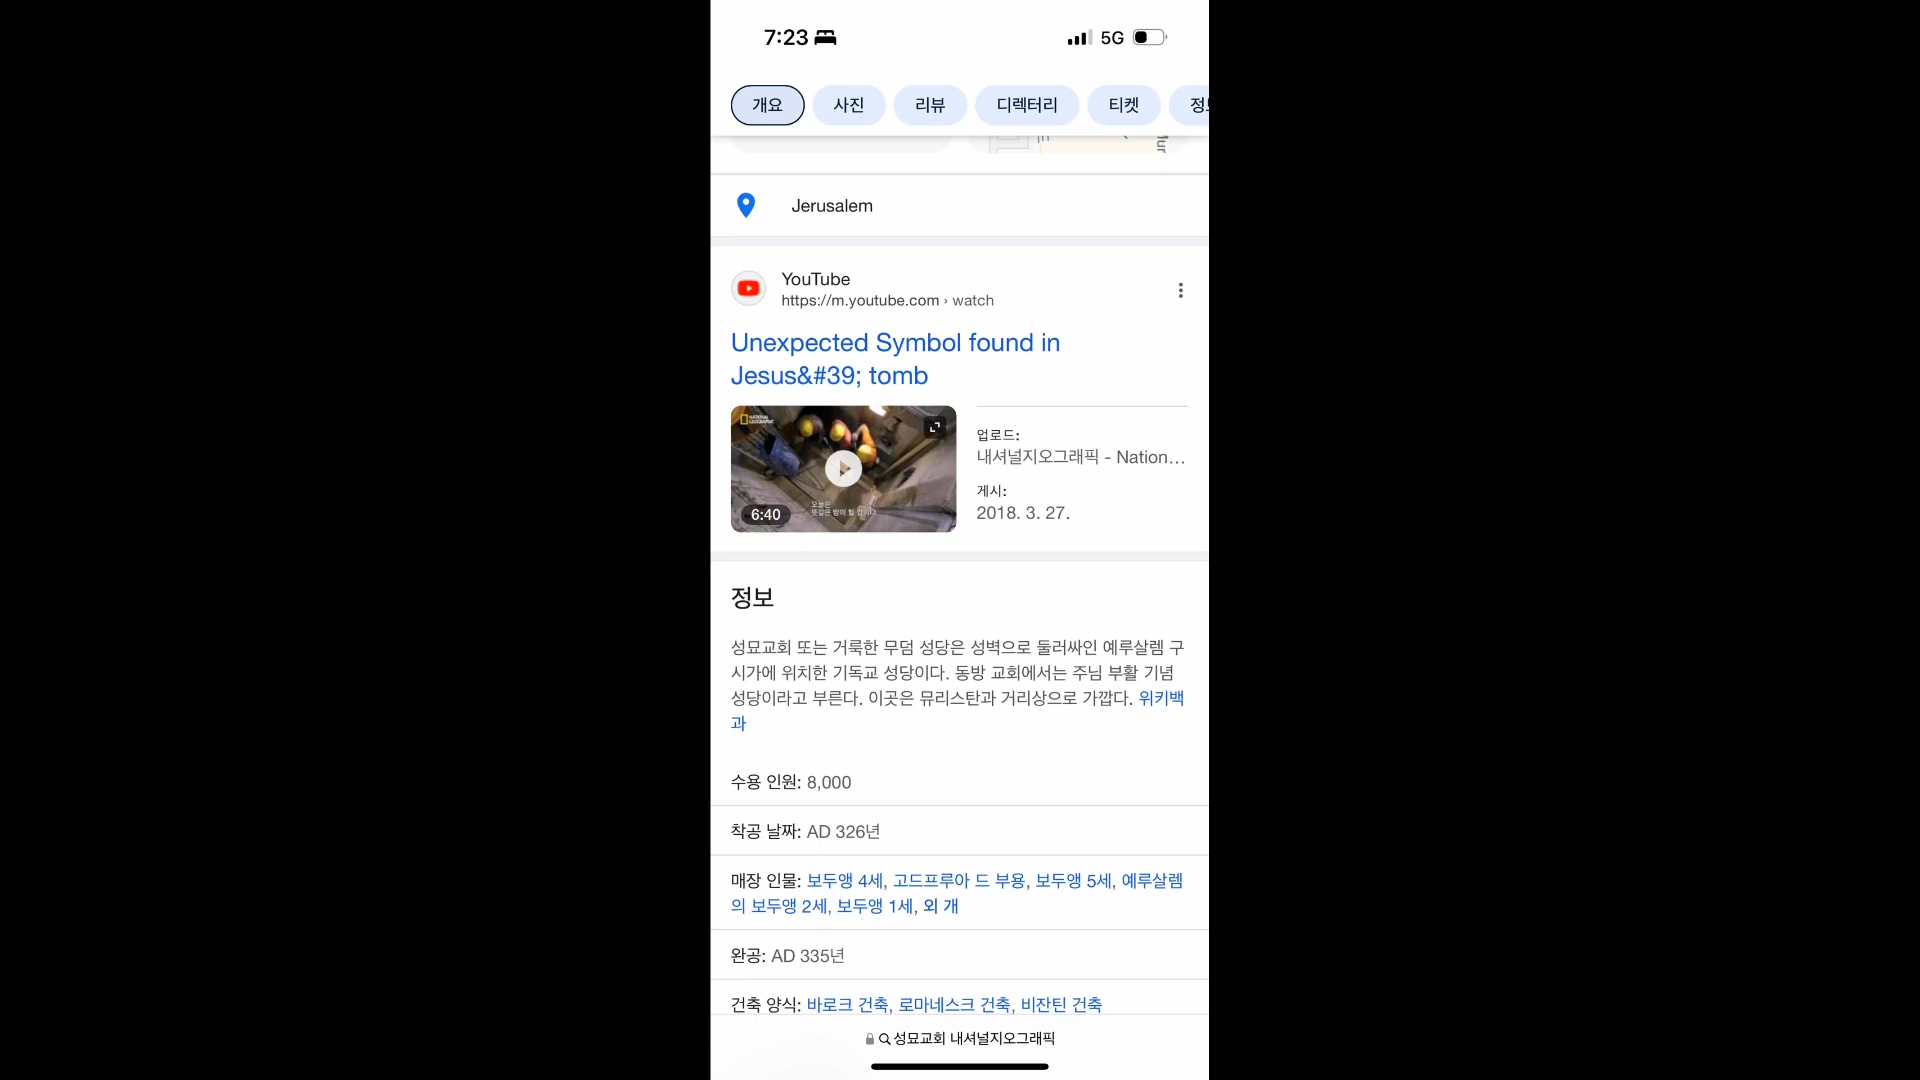 7:23
5G
개요 사진 리뷰 디렉터리 티켓
Jerusalem
YouTube
https://m.youtube.com › watch
Unexpected Symbol found in
Jesus&#39; tomb
NATIONAL
GEOGRAPHIC
6:40
업로드:
내셔널지오그래픽 - Nation...
게시:
2018. 3. 27.
정보
성묘교회 또는 거룩한 무덤 성당은 성벽으로 둘러싸인 예루살렘 구
시가에 위치한 기독교 성당이다. 동방 교회에서는 주님 부활 기념
성당이라고 부른다. 이곳은 뮤리스탄과 거리상으로 가깝다. 위키백
과
수용 인원: 8,000
착공 날짜: AD 326년
매장 인물: 보두앵 4세, 고드프루아 드 부용, 보두앵 5세, 예루살렘
의 보두앵 2세, 보두앵 1세, 외 개
완공: AD 335년
건축 양식: 바로크 건축, 로마네스크 건축, 비잔틴 건축
성묘교회 내셔널지오그래픽